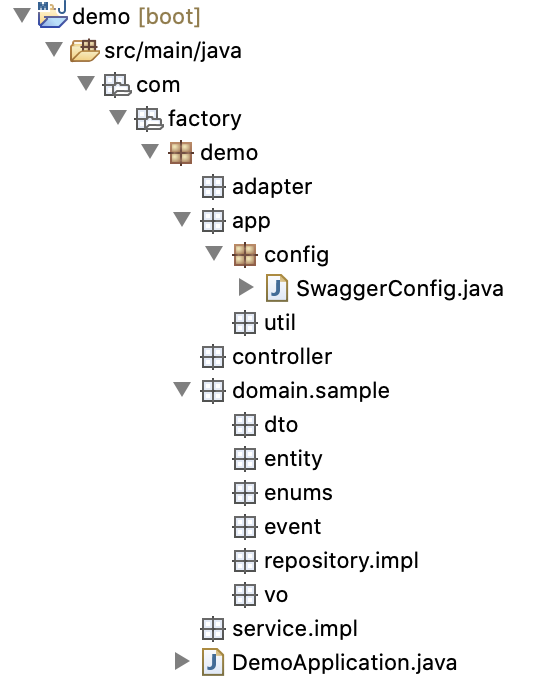 demo [boot]
src/main/java
com
factory
demo
adapter
app
config
SwaggerConfig.java
util
controller
domain.sample
dto
entity
enums
event
repository.impl
vo
service.impl
DemoApplication.java